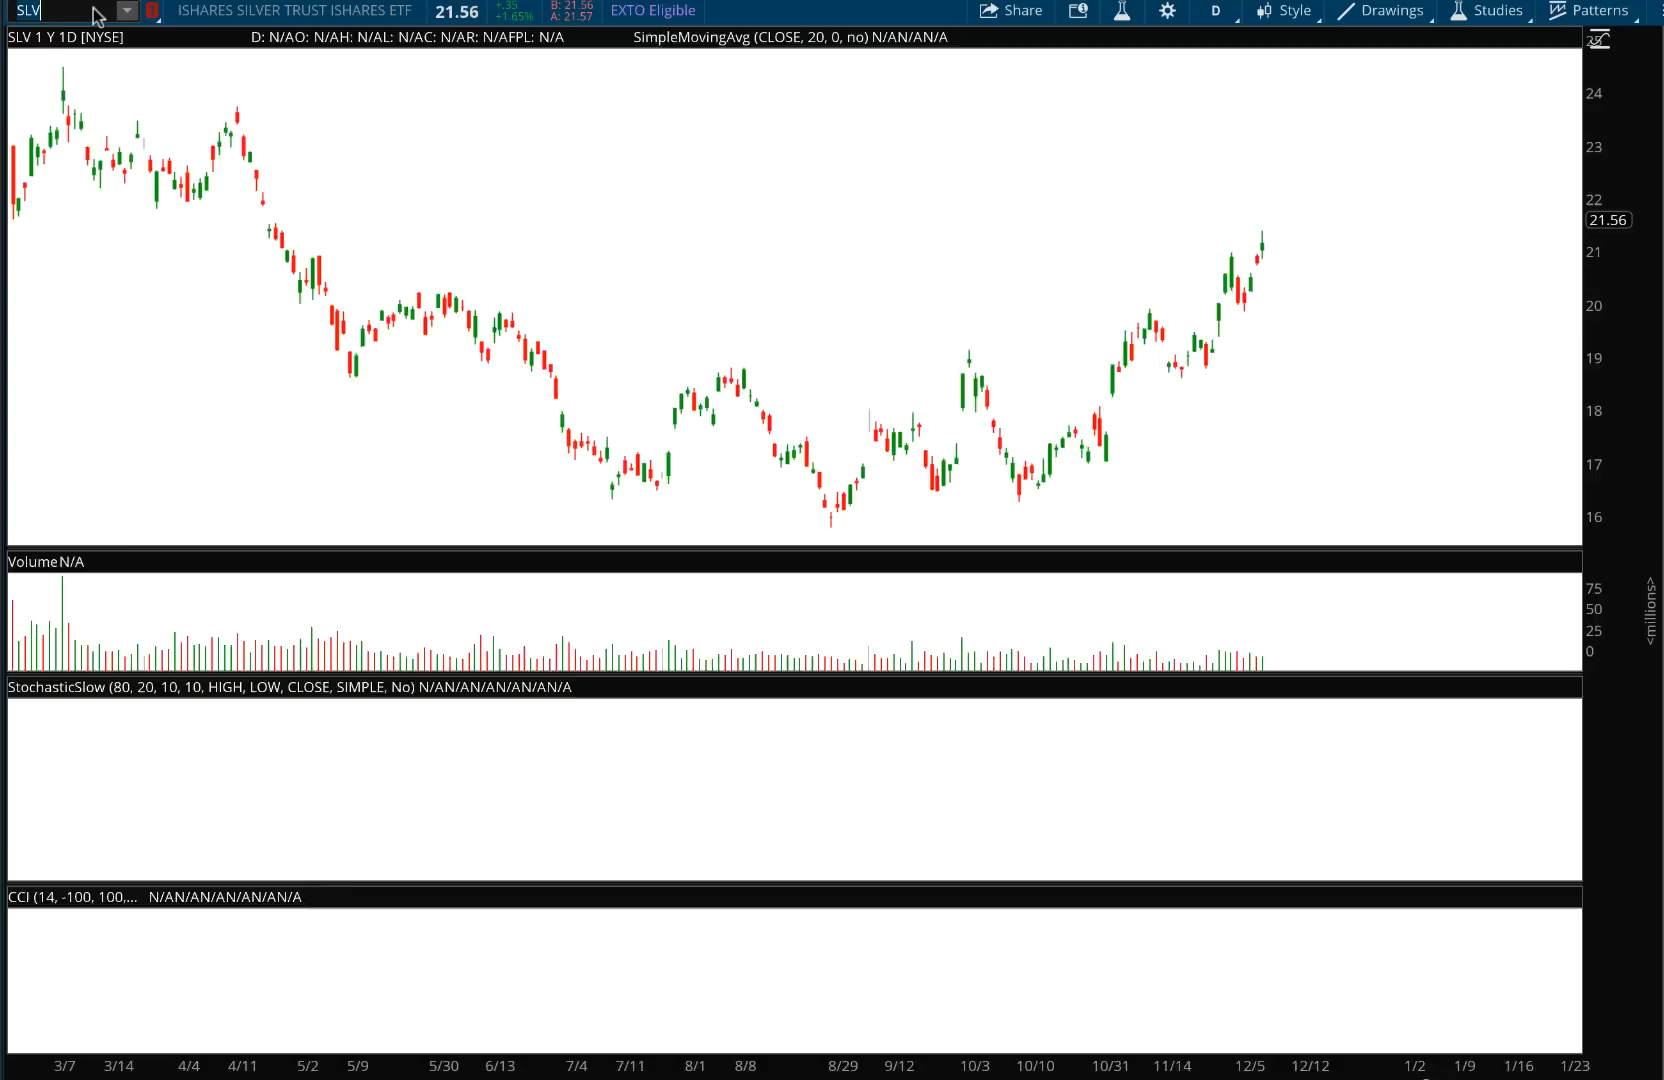 SLV
1
ISHARES SILVER TRUST ISHARES ETF
21.56
+.35
+1.65%
B: 21.56
A: 21.57
EXTO Eligible
Share
D
Style
Drawings
Studies
Patterns
SLV 1 Y 1D [NYSE]
D: N/AO: N/AH: N/AL: N/AC: N/AR: N/AFPL: N/A
SimpleMovingAvg (CLOSE, 20, 0, no) N/AN/AN/A
25
24
23
22
21.56
21
20
19
18
17
16
VolumeN/A
75
50
25
0
<millions>
StochasticSlow (80, 20, 10, 10, HIGH, LOW, CLOSE, SIMPLE, No) N/AN/AN/AN/AN/AN/A
CCI (14, -100, 100,... N/AN/AN/AN/AN/AN/A
3/7 3/14 4/4 4/11 5/2 5/9 5/30 6/13 7/4 7/11 8/1 8/8 8/29 9/12 10/3 10/10 10/31 11/14 12/5 12/12 1/2 1/9 1/16 1/23